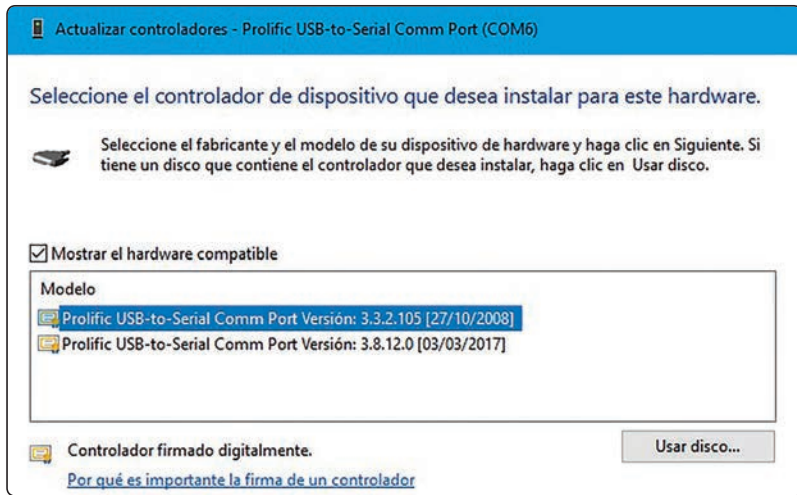 Actualizar controladores - Prolific USB-to-Serial Comm Port (COM6)
Seleccione el controlador de dispositivo que desea instalar para este hardware.
Seleccione el fabricante y el modelo de su dispositivo de hardware y haga clic en Siguiente. Si
tiene un disco que contiene el controlador que desea instalar, haga clic en Usar disco.
Mostrar el hardware compatible
Modelo
Prolific USB-to-Serial Comm Port Versión: 3.3.2.105 [27/10/2008]
Prolific USB-to-Serial Comm Port Versión: 3.8.12.0 [03/03/2017]
Controlador firmado digitalmente.
Usar disco...
Por qué es importante la firma de un controlador